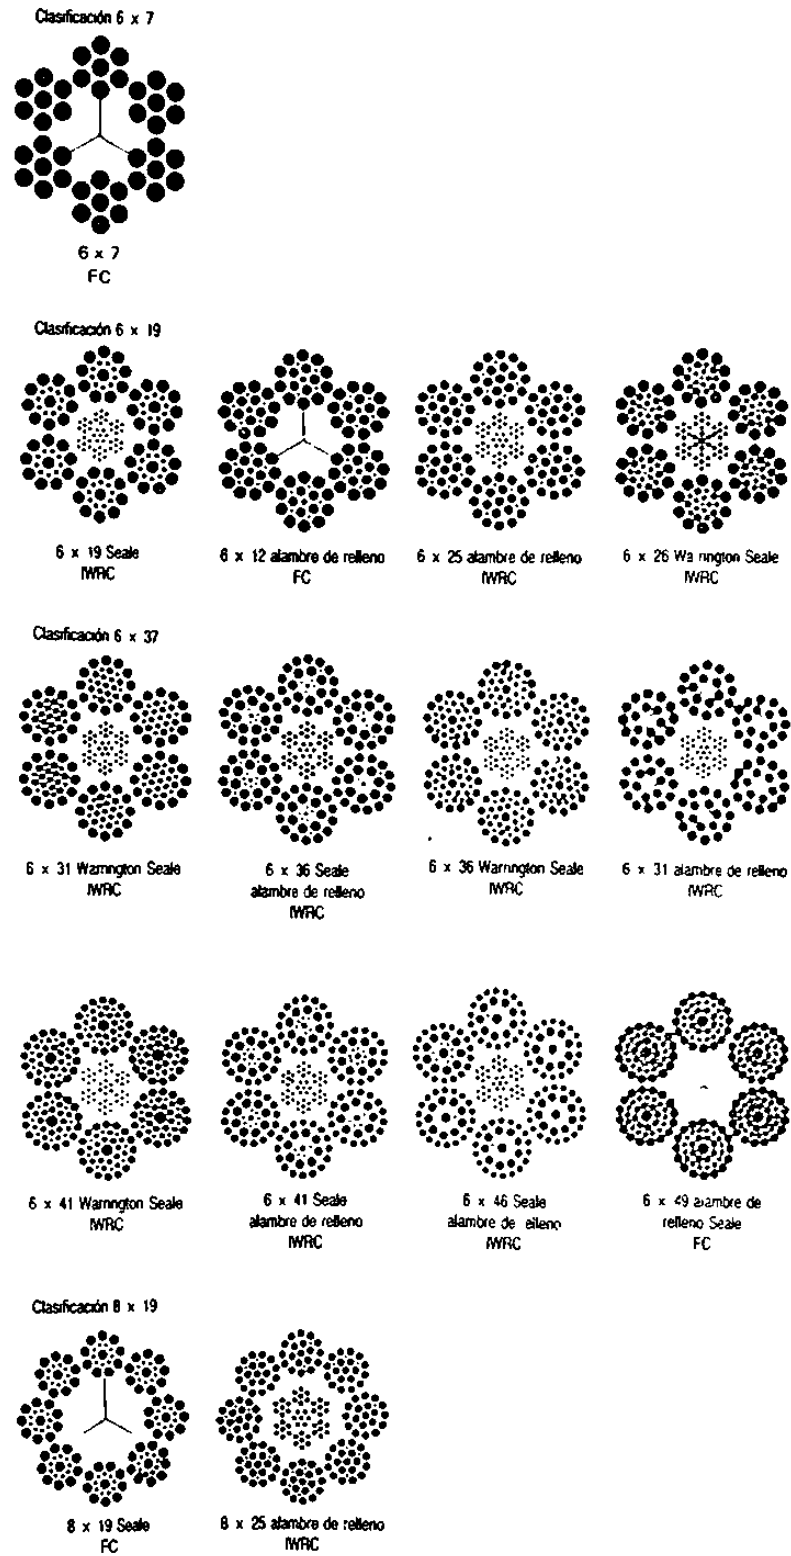 Clasificación 6 x 7
6 x 7
FC
Clasificación 6 x 19
6 x 19 Seale
IWRC
6 x 12 alambre de relleno
FC
6 x 25 alambre de relleno
IWRC
6 x 26 Warrington Seale
IWRC
Clasificación 6 x 37
6 x 31 Warrington Seale
IWRC
6 x 36 Seale
alambre de relleno
IWRC
6 x 36 Warrington Seale
IWRC
6 x 31 alambre de relleno
IWRC
6 x 41 Warrington Seale
IWRC
6 x 41 Seale
alambre de relleno
IWRC
6 x 46 Seale
alambre de relleno
IWRC
6 x 49 alambre de
relleno Seale
FC
Clasificación 8 x 19
8 x 19 Seale
FC
8 x 25 alambre de relleno
IWRC